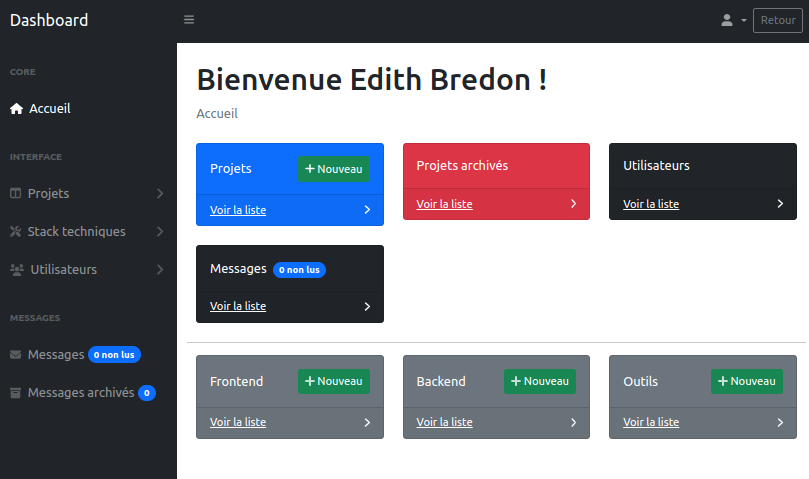 Dashboard
Retour
CORE
Accueil
INTERFACE
Projets
Stack techniques
Utilisateurs
MESSAGES
Messages 0 non lus
Messages archivés 0
Bienvenue Edith Bredon !
Accueil
Projets
Nouveau
Voir la liste
Projets archivés
Voir la liste
Utilisateurs
Voir la liste
Messages 0 non lus
Voir la liste
Frontend
Nouveau
Voir la liste
Backend
Nouveau
Voir la liste
Outils
Nouveau
Voir la liste